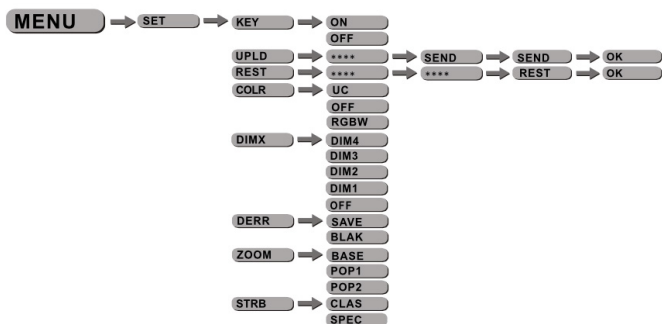 MENU SET KEY ON
OFF
UPLD **** SEND SEND OK
REST **** **** REST OK
COLR UC
OFF
RGBW
DIMX DIM4
DIM3
DIM2
DIM1
OFF
DERR SAVE
BLAK
ZOOM BASE
POP1
POP2
STRB CLAS
SPEC